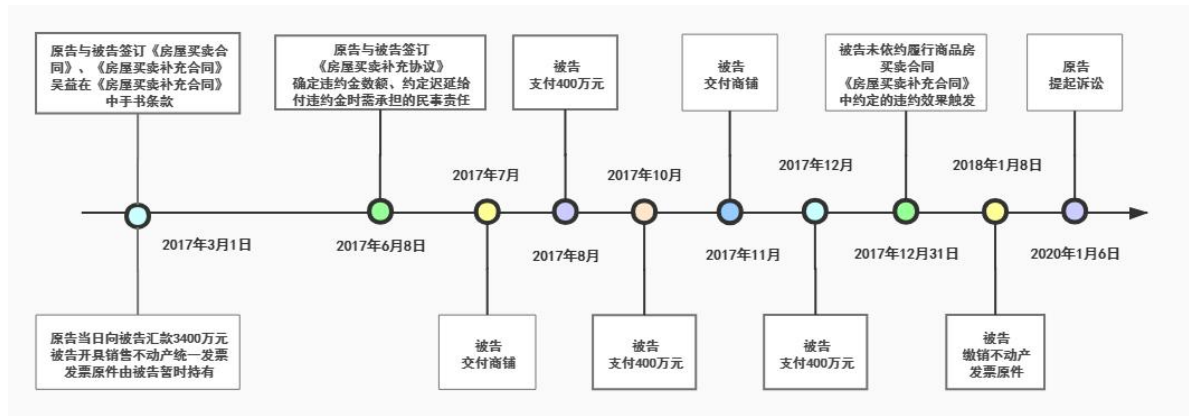 原告与被告签订《房屋买卖合
同》、《房屋买卖补充合同》
吴益在《房屋买卖补充合同》
中手书条款
原告与被告签订
《房屋买卖补充协议》
确定违约金数额、约定迟延给
付违约金时需承担的民事责任
被告
支付400万元
被告
交付商铺
被告未依约履行商品房
买卖合同
《房屋买卖补充合同》
中约定的违约效果触发
原告
提起诉讼
2017年7月
2017年10月
2017年12月
2018年1月8日
2017年3月1日
2017年6月8日
2017年8月
2017年11月
2017年12月31日
2020年1月6日
原告当日向被告汇款3400万元
被告开具销售不动产统一发票
发票原件由被告暂时持有
被告
交付商铺
被告
支付400万元
被告
支付400万元
被告
缴销不动产
发票原件